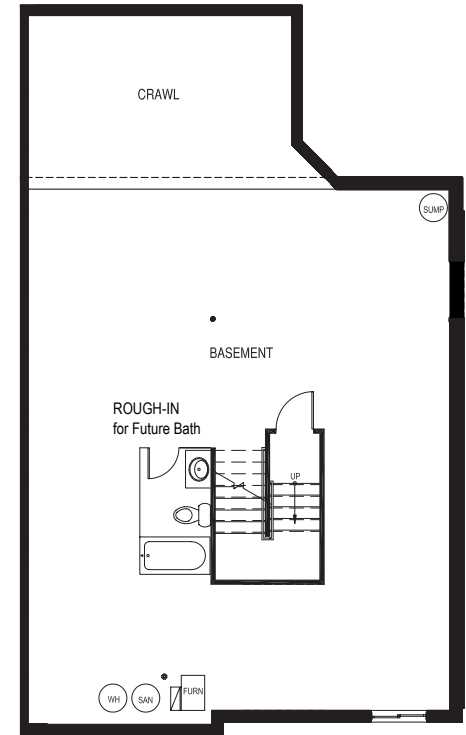 CRAWL
SUMP
BASEMENT
ROUGH-IN
for Future Bath
UP
WH
SAN
FURN